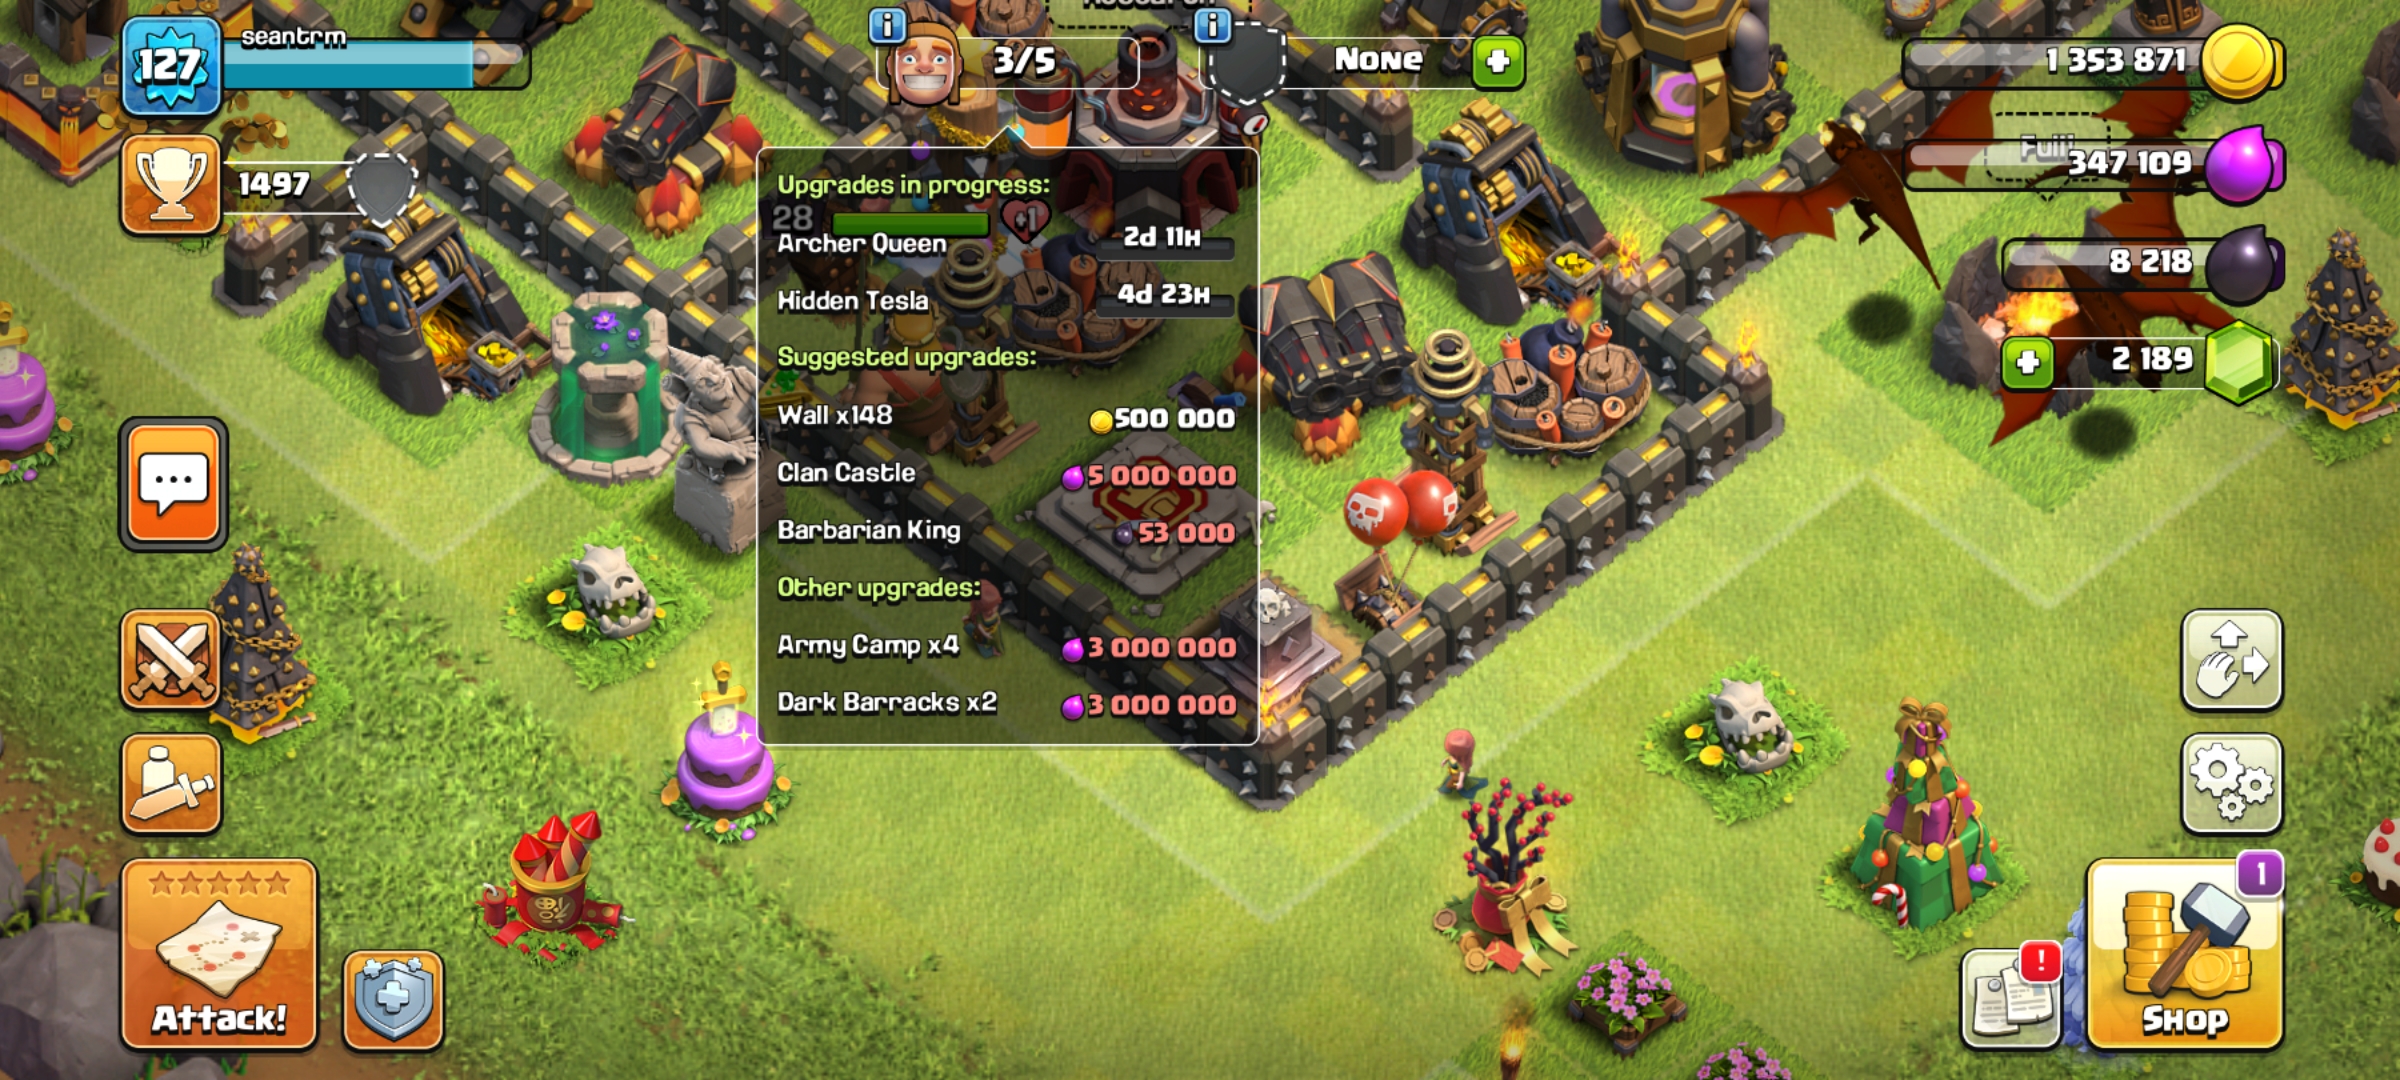 127
seantrm
3/5
None
1 353 871
1497
347 109
8 218
2 189
Upgrades in progress:
28
+1
Archer Queen 2d 11H
Hidden Tesla 4d 23H
Suggested upgrades:
Wall x148 500 000
Clan Castle 5 000 000
Barbarian King 53 000
Other upgrades:
Army Camp x4 3 000 000
Dark Barracks x2 3 000 000
Attack!
1
!
Shop